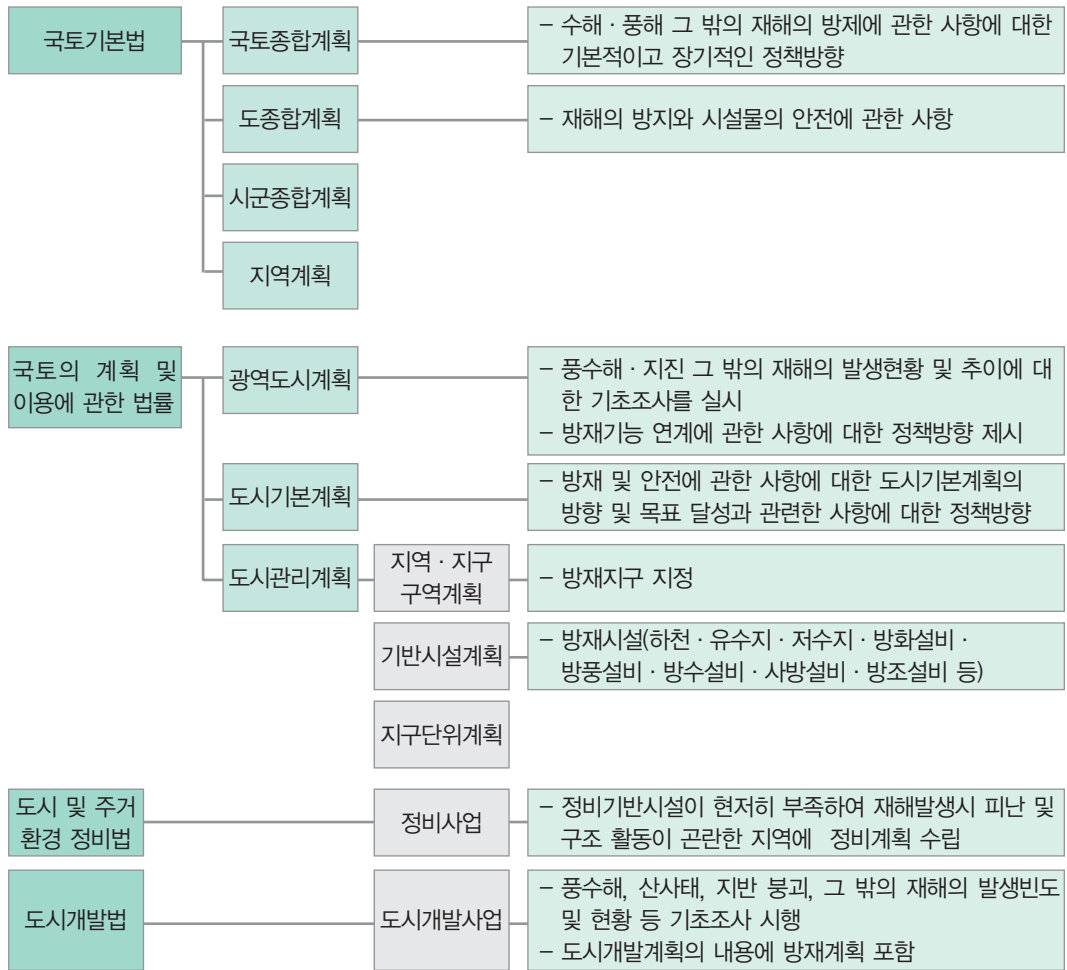 국토기본법
국토종합계획
– 수해 · 풍해 그 밖의 재해의 방제에 관한 사항에 대한
기본적이고 장기적인 정책방향
도종합계획
– 재해의 방지와 시설물의 안전에 관한 사항
시군종합계획
지역계획
국토의 계획 및
이용에 관한 법률
광역도시계획
– 풍수해 · 지진 그 밖의 재해의 발생현황 및 추이에 대
한 기초조사를 실시
– 방재기능 연계에 관한 사항에 대한 정책방향 제시
도시기본계획
– 방재 및 안전에 관한 사항에 대한 도시기본계획의
방향 및 목표 달성과 관련한 사항에 대한 정책방향
도시관리계획
지역 · 지구
구역계획
– 방재지구 지정
기반시설계획
– 방재시설(하천 · 유수지 · 저수지 · 방화설비 ·
방풍설비 · 방수설비 · 사방설비 · 방조설비 등)
지구단위계획
도시 및 주거
환경 정비법
정비사업
– 정비기반시설이 현저히 부족하여 재해발생시 피난 및
구조 활동이 곤란한 지역에 정비계획 수립
도시개발법
도시개발사업
– 풍수해, 산사태, 지반 붕괴, 그 밖의 재해의 발생빈도
및 현황 등 기초조사 시행
– 도시개발계획의 내용에 방재계획 포함